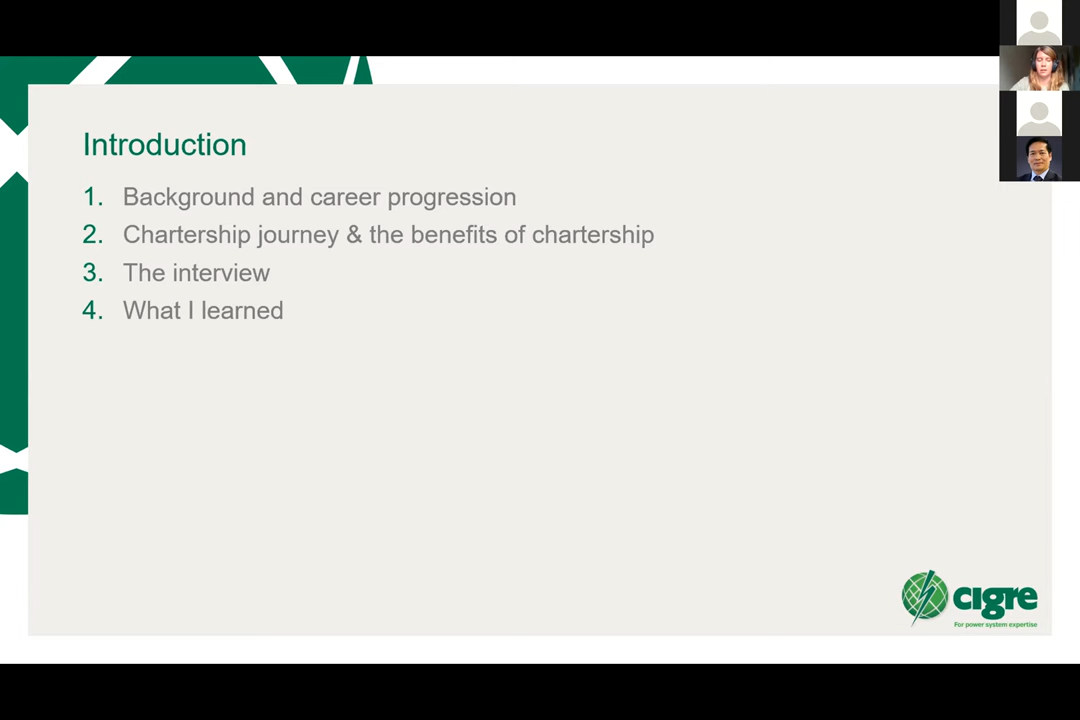 Introduction
1. Background and career progression
2. Chartership journey & the benefits of chartership
3. The interview
4. What I learned
cigre
For power system expertise